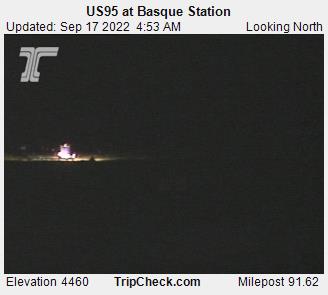 US95 at Basque Station
Updated: Sep 17 2022 4:53 AM Looking North
Elevation 4460 TripCheck.com Milepost 91.62